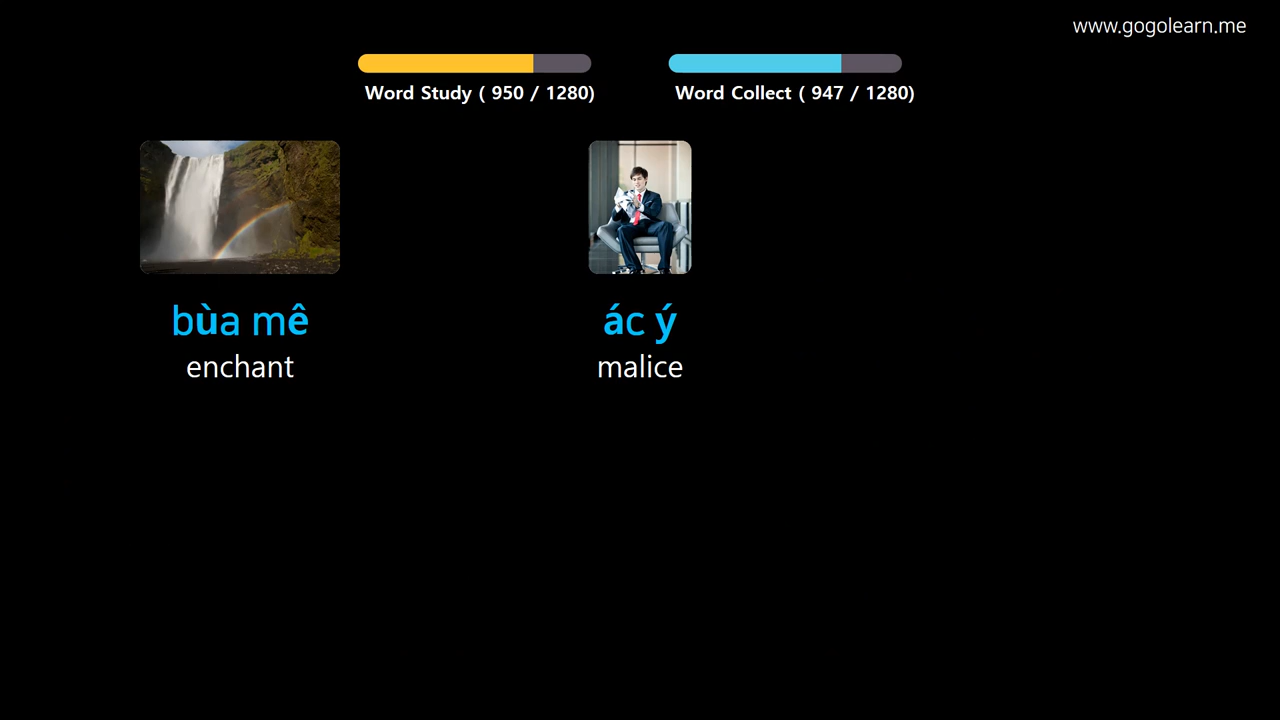 www.gogolearn.me
Word Study ( 950 / 1280)
Word Collect ( 947 / 1280)
bùa mê
enchant
ác ý
malice